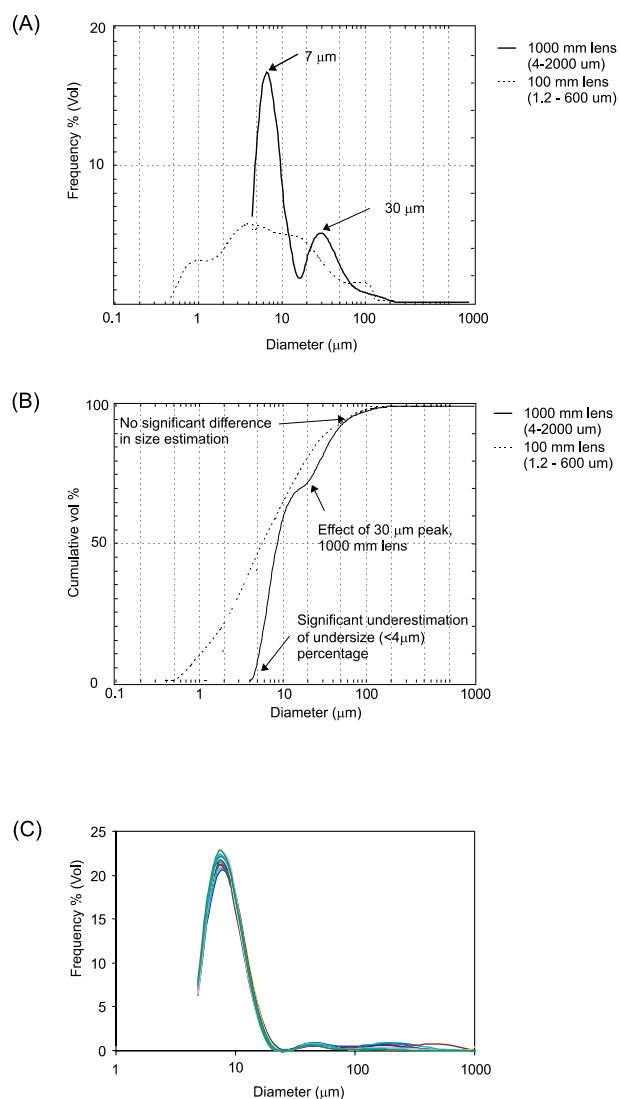 (A)
20
10
0
0.1
1
10
100
1000
Frequency % (Vol)
Diameter (μm)
7 μm
30 μm
1000 mm lens
(4-2000 um)
100 mm lens
(1.2 - 600 um)
(B)
100
50
0
0.1
1
10
100
1000
Cumulative vol %
Diameter (μm)
No significant difference
in size estimation
Effect of 30 μm peak,
1000 mm lens
Significant underestimation
of undersize (<4μm)
percentage
1000 mm lens
(4-2000 um)
100 mm lens
(1.2 - 600 um)
(C)
25
20
15
10
5
0
1
10
100
1000
Frequency % (Vol)
Diameter (μm)